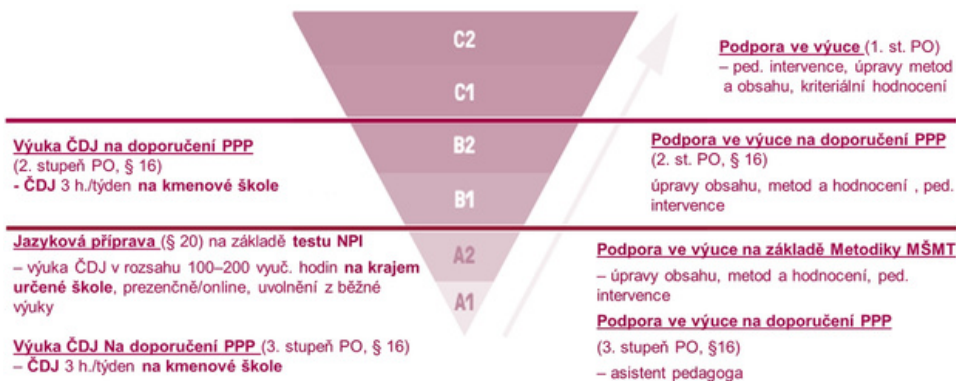 C2
C1
B2
B1
A2
A1
Podpora ve výuce (1. st. PO)
– ped. intervence, úpravy metod
a obsahu, kriteriální hodnocení
Výuka ČDJ na doporučení PPP
(2. stupeň PO, § 16)
- ČDJ 3 h./týden na kmenové škole
Podpora ve výuce na doporučení PPP
(2. st. PO, § 16)
úpravy obsahu, metod a hodnocení , ped.
intervence
Jazyková příprava (§ 20) na základě testu NPI
– výuka ČDJ v rozsahu 100–200 vyuč. hodin na krajem
určené škole, prezenčně/online, uvolnění z běžné
výuky
Výuka ČDJ Na doporučení PPP (3. stupeň PO, § 16)
– ČDJ 3 h./týden na kmenové škole
Podpora ve výuce na základě Metodiky MŠMT
– úpravy obsahu, metod a hodnocení, ped.
intervence
Podpora ve výuce na doporučení PPP
(3. stupeň PO, §16)
– asistent pedagoga